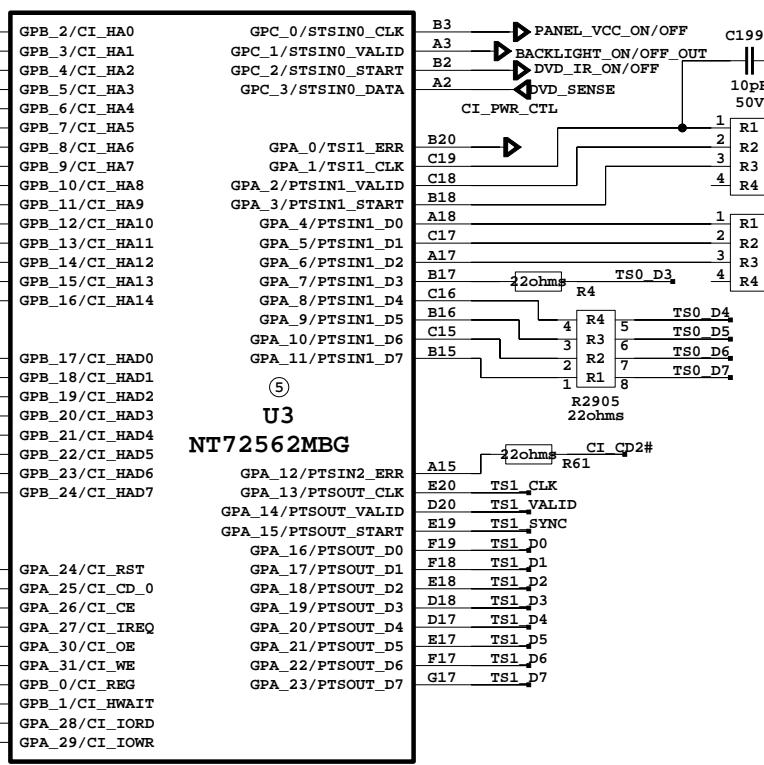 GPB_2/CI_HA0 GPC_0/STSIN0_CLK B3 PANEL_VCC_ON/OFF
C199
GPB_3/CI_HA1 GPC_1/STSIN0_VALID A3 BACKLIGHT_ON/OFF_OUT
GPB_4/CI_HA2 GPC_2/STSIN0_START B2 DVD_IR_ON/OFF
GPB_5/CI_HA3 GPC_3/STSIN0_DATA A2 DVD_SENSE
50V
GPB_6/CI_HA4 CI_PWR_CTL
GPB_7/CI_HA5 1 R1
GPB_8/CI_HA6 GPA_0/TSI1_ERR B20 2 R2
GPB_9/CI_HA7 GPA_1/TSI1_CLK C19 3 R3
GPB_10/CI_HA8 GPA_2/PTSIN1_VALID C18 4 R4
GPB_11/CI_HA9 GPA_3/PTSIN1_START B18
GPB_12/CI_HA10 GPA_4/PTSIN1_D0 A18 1 R1
GPB_13/CI_HA11 GPA_5/PTSIN1_D1 C17 2 R2
GPB_14/CI_HA12 GPA_6/PTSIN1_D2 A17 3 R3
GPB_15/CI_HA13 GPA_7/PTSIN1_D3 B17 22ohms R4 TS0_D3 4 R4
GPB_16/CI_HA14 GPA_8/PTSIN1_D4 C16
GPA_9/PTSIN1_D5 B16 4 R4 5 TS0_D4
GPA_10/PTSIN1_D6 C15 3 R3 6 TS0_D5
GPB_17/CI_HAD0 GPA_11/PTSIN1_D7 B15 2 R2 7 TS0_D6
GPB_18/CI_HAD1 1 R1 8 TS0_D7
GPB_19/CI_HAD2 5
R2905
GPB_20/CI_HAD3 U3 22ohms
GPB_21/CI_HAD4
GPB_22/CI_HAD5 NT72562MBG
GPB_23/CI_HAD6 GPA_12/PTSIN2_ERR A15 22ohms R61 CI_CD2#
GPB_24/CI_HAD7 GPA_13/PTSOUT_CLK E20 TS1_CLK
GPA_14/PTSOUT_VALID D20 TS1_VALID
GPA_15/PTSOUT_START E19 TS1_SYNC
GPA_16/PTSOUT_D0 F19 TS1_D0
GPA_24/CI_RST GPA_17/PTSOUT_D1 F18 TS1_D1
GPA_25/CI_CD_0 GPA_18/PTSOUT_D2 E18 TS1_D2
GPA_26/CI_CE GPA_19/PTSOUT_D3 D18 TS1_D3
GPA_27/CI_IREQ GPA_20/PTSOUT_D4 D17 TS1_D4
GPA_30/CI_OE GPA_21/PTSOUT_D5 E17 TS1_D5
GPA_31/CI_WE GPA_22/PTSOUT_D6 F17 TS1_D6
GPB_0/CI_REG GPA_23/PTSOUT_D7 G17 TS1_D7
GPB_1/CI_HWAIT
GPA_28/CI_IORD
GPA_29/CI_IOWR